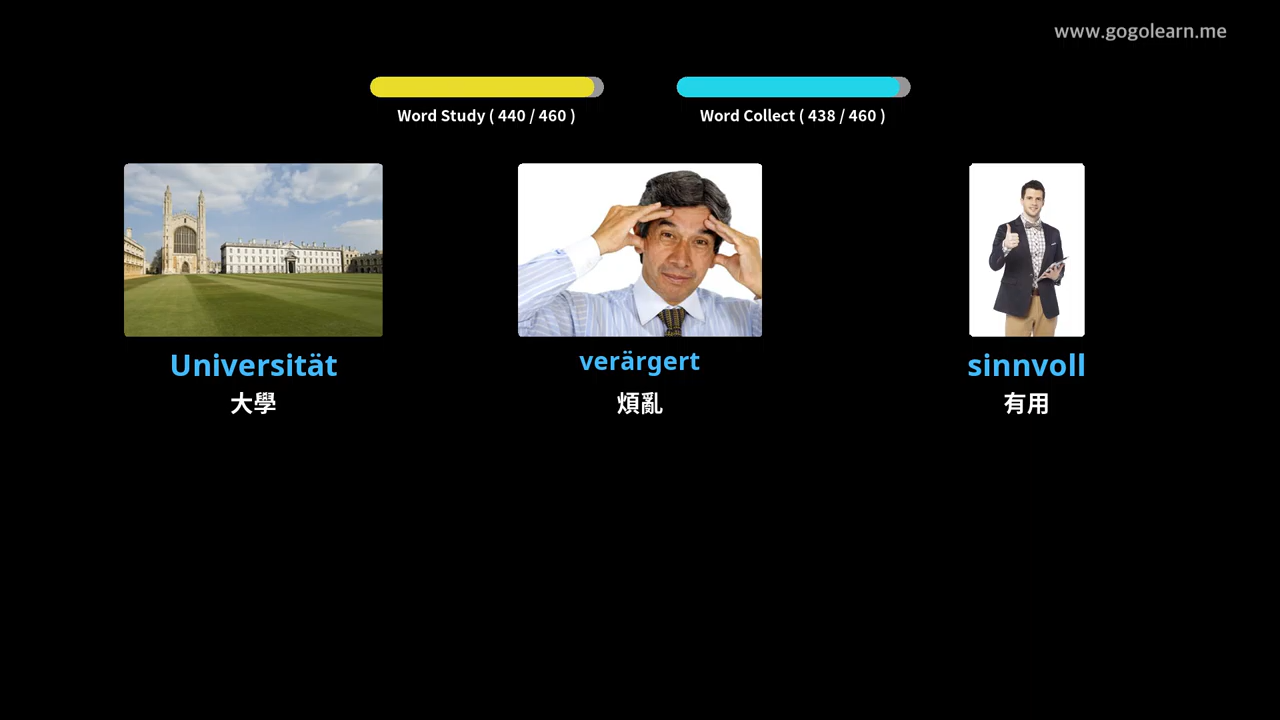 www.gogolearn.me
Word Study ( 440 / 460 )
Word Collect ( 438 / 460 )
Universität
verärgert
sinnvoll
大學
煩亂
有用